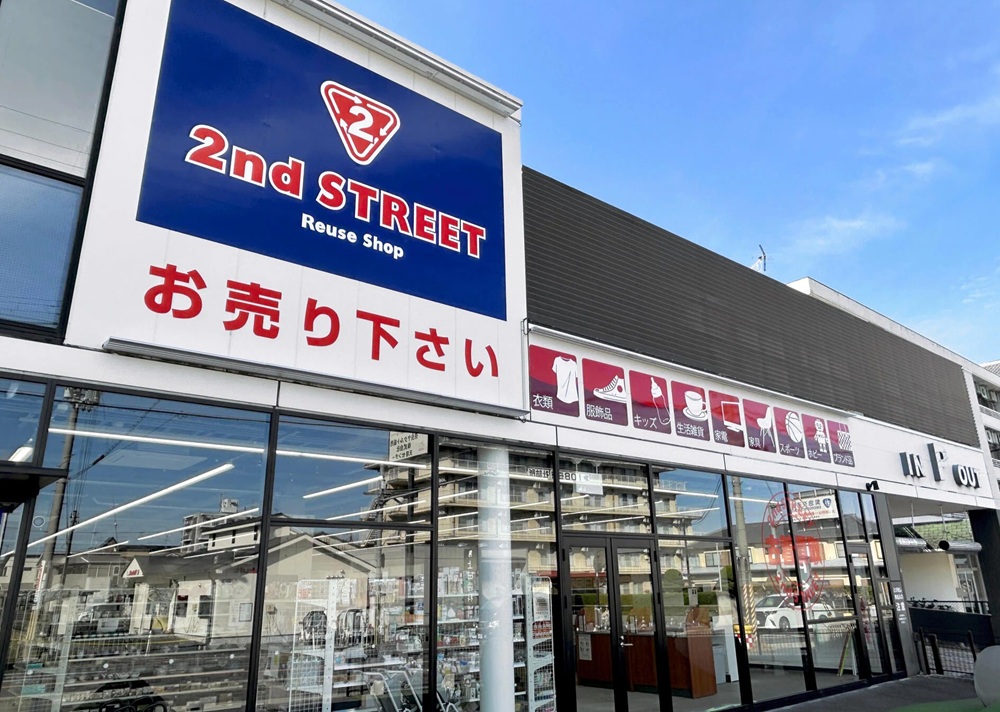 2
2nd STREET
Reuse Shop
お売り下さい
衣類
服飾品
キッズ
生活雑貨
家電
家具
スポーツ
ホビー
ブランド品
IN P OUT